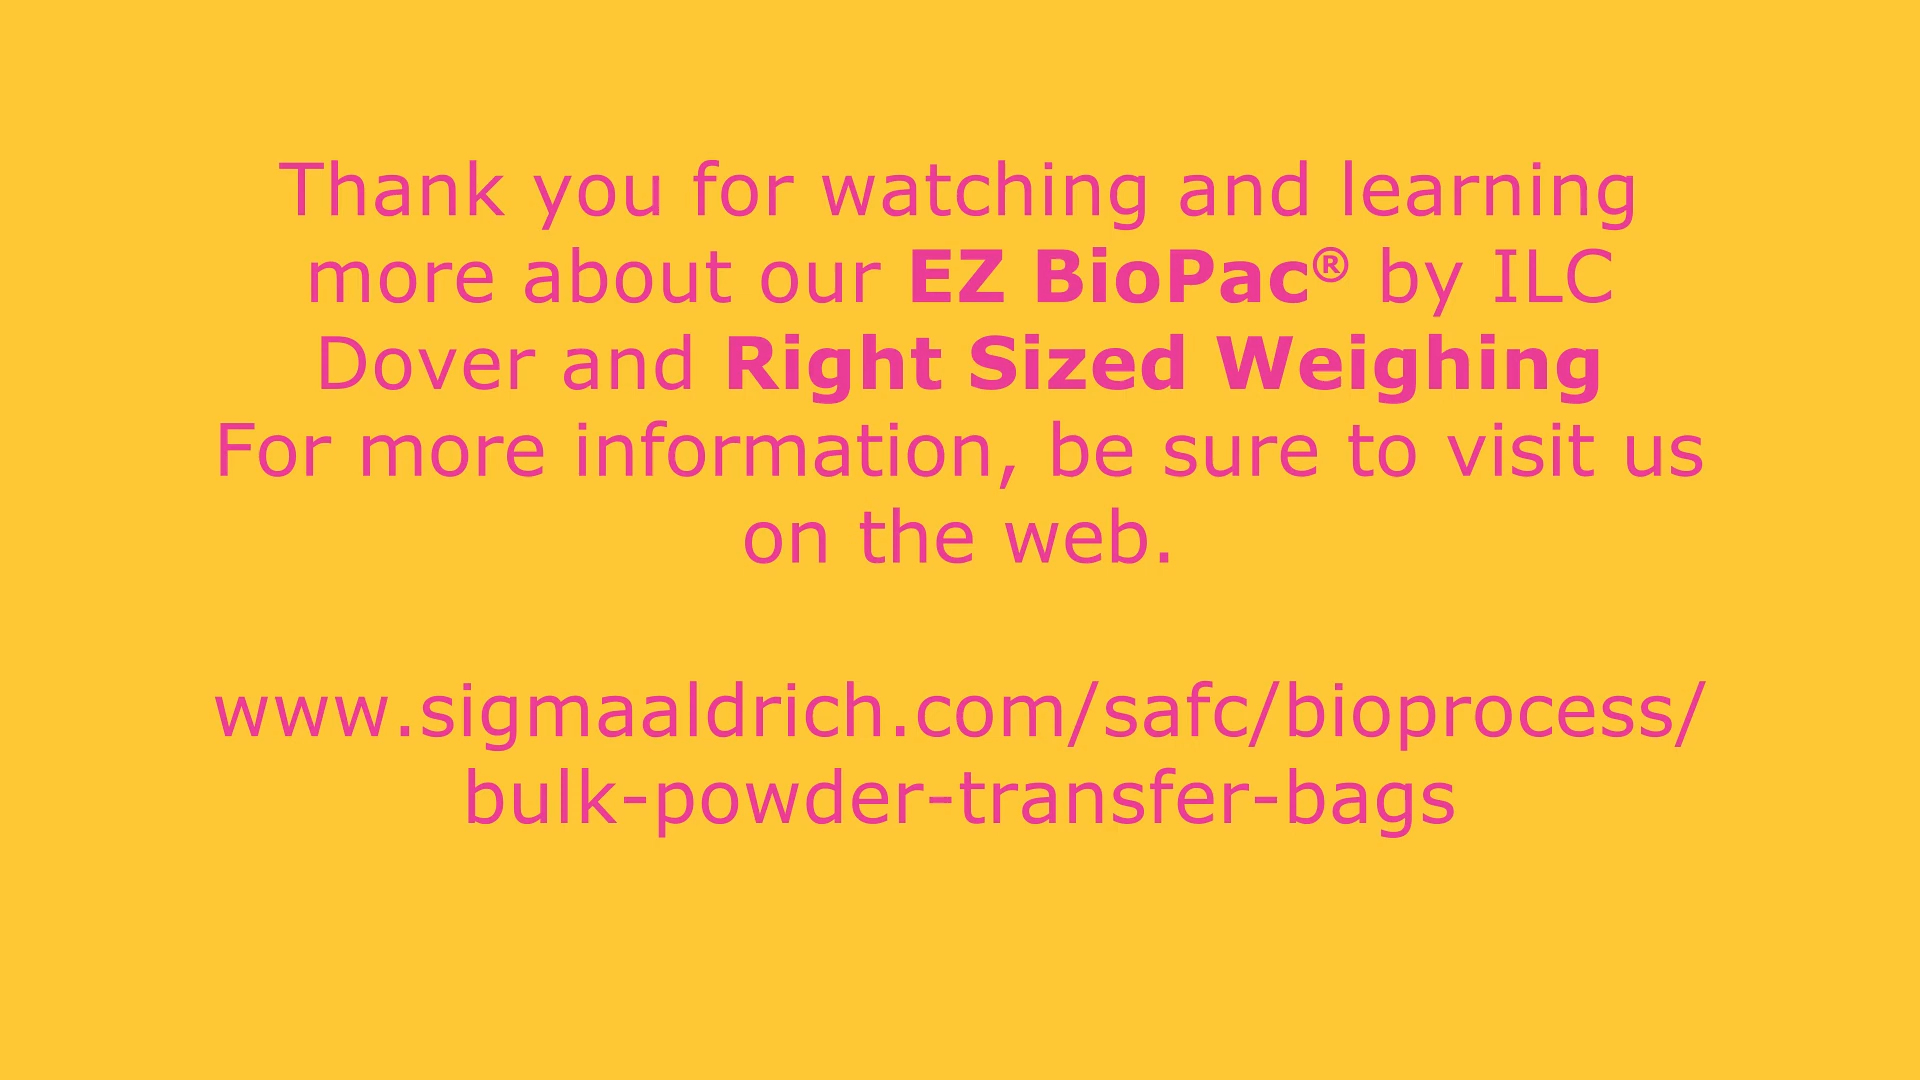 Thank you for watching and learning
more about our EZ BioPac® by ILC
Dover and Right Sized Weighing
For more information, be sure to visit us
on the web.
www.sigmaaldrich.com/safc/bioprocess/
bulk-powder-transfer-bags